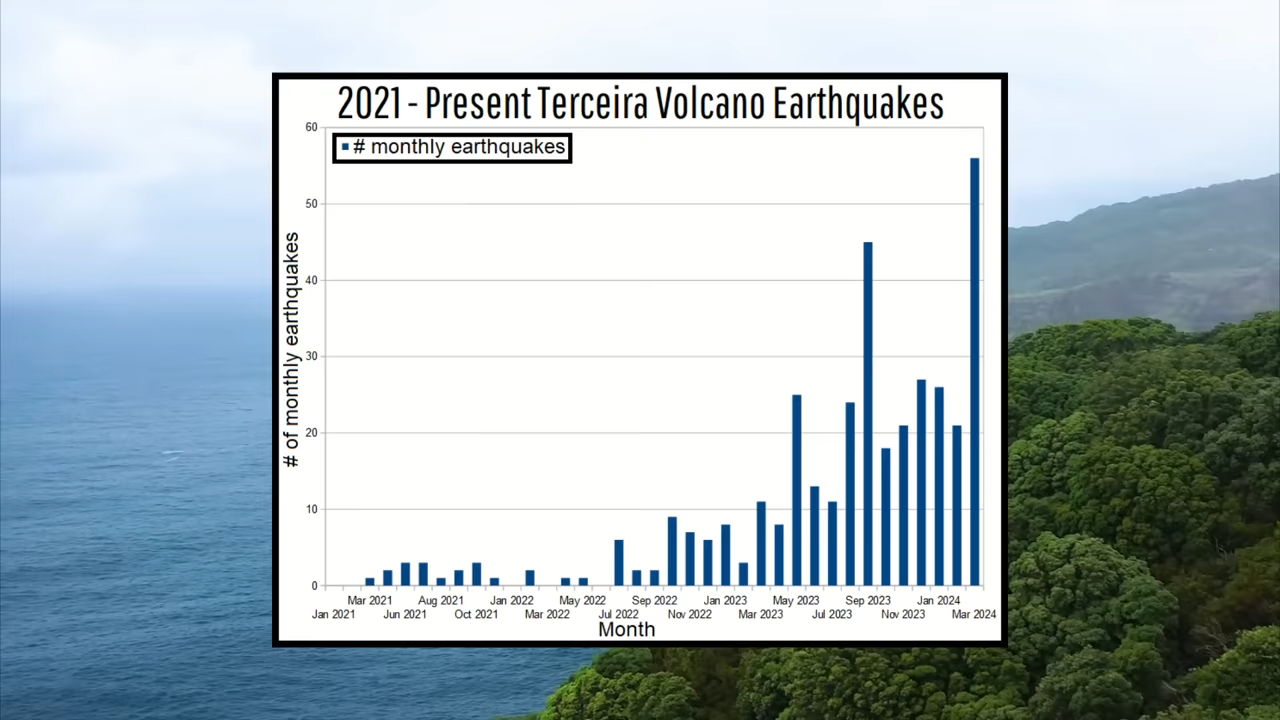 2021 - Present Terceira Volcano Earthquakes
# monthly earthquakes
# of monthly earthquakes
60
50
40
30
20
10
0
Mar 2021 Aug 2021 Jan 2022 May 2022 Sep 2022 Jan 2023 May 2023 Sep 2023 Jan 2024
Jan 2021 Jun 2021 Oct 2021 Mar 2022 Jul 2022 Nov 2022 Mar 2023 Jul 2023 Nov 2023 Mar 2024
Month